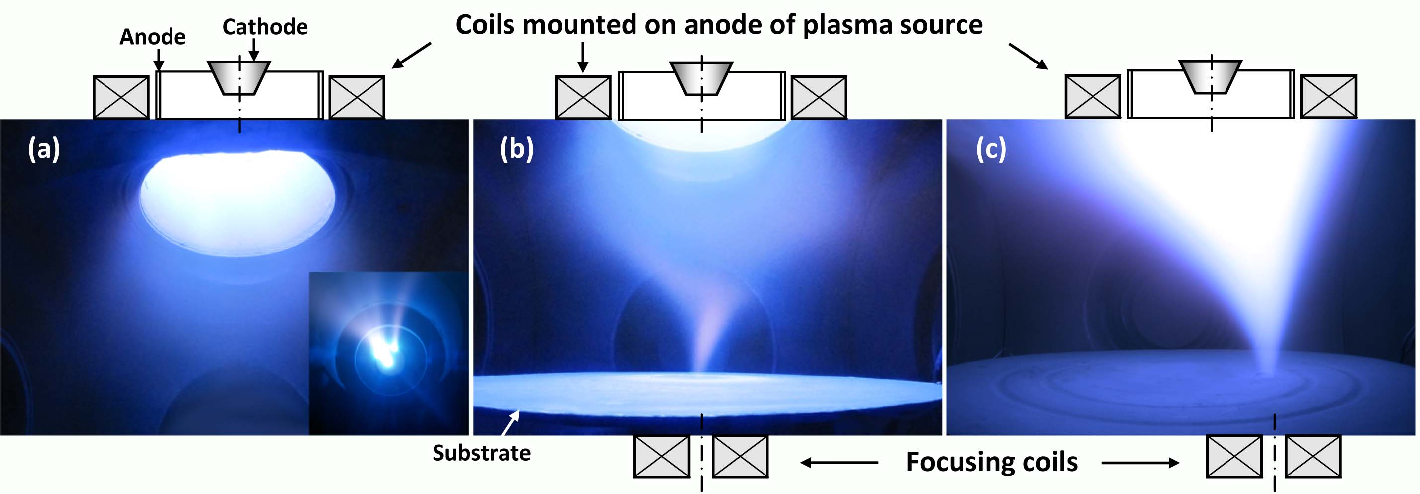 Coils mounted on anode of plasma source
Anode
Cathode
(a)
(b)
(c)
Substrate
Focusing coils